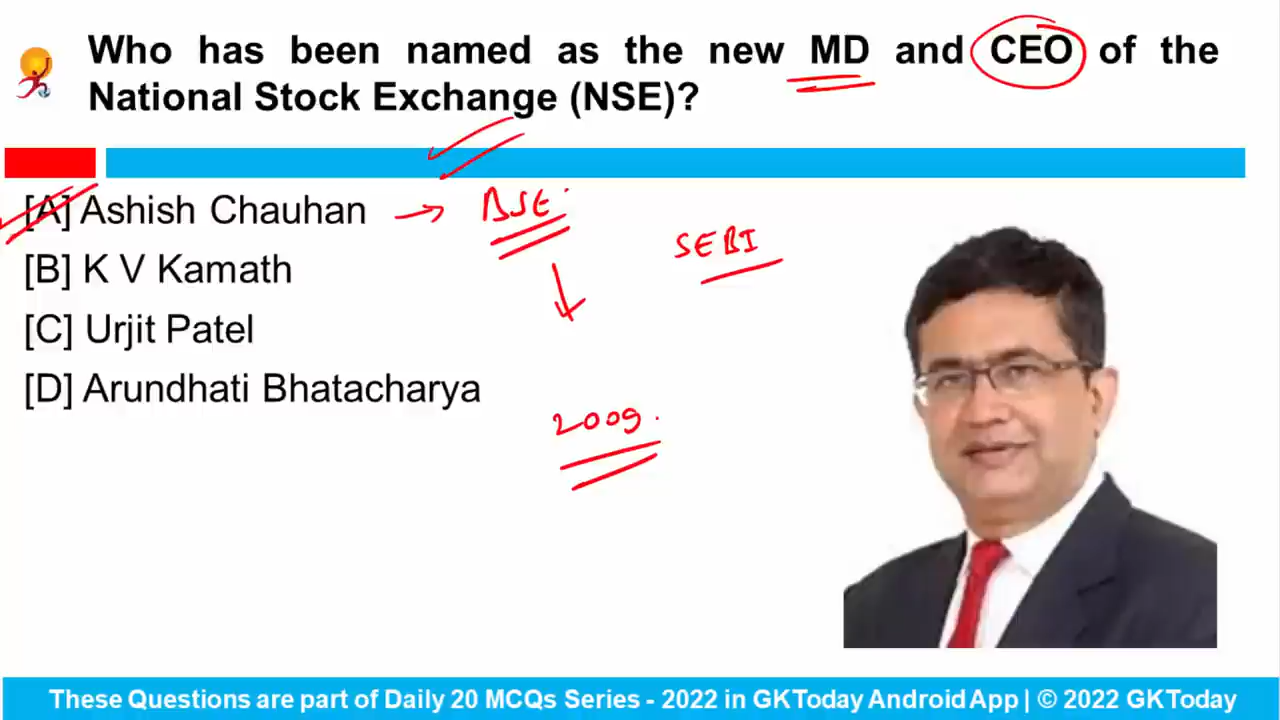 Who has been named as the new MD and CEO of the
National Stock Exchange (NSE)?
[A] Ashish Chauhan → BSE.
SEBI
[B] K V Kamath
[C] Urjit Patel
[D] Arundhati Bhatacharya
2009.
These Questions are part of Daily 20 MCQs Series - 2022 in GKToday Android App | © 2022 GKToday